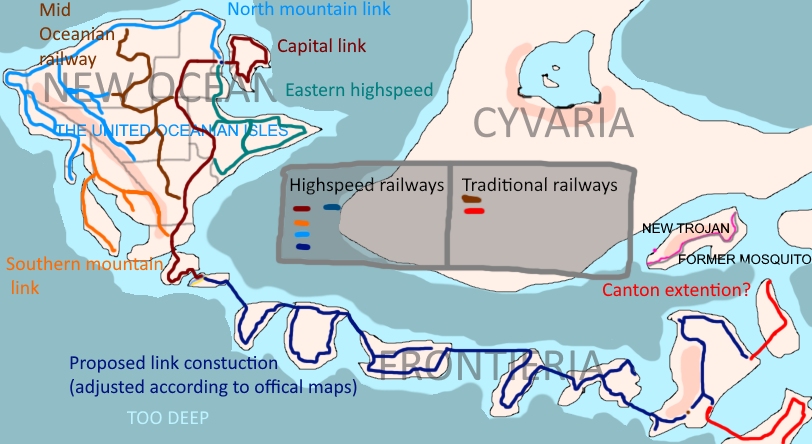 Mid
Oceanian
railway
North mountain link
Capital link
NEW OCEAN
Eastern highspeed
THE UNITED OCEANIAN ISLES
CYVARIA
Highspeed railways
Traditional railways
NEW TROJAN
FORMER MOSQUITO
Southern mountain
link
Canton extention?
Proposed link constuction
(adjusted according to offical maps)
FRONTIERIA
TOO DEEP